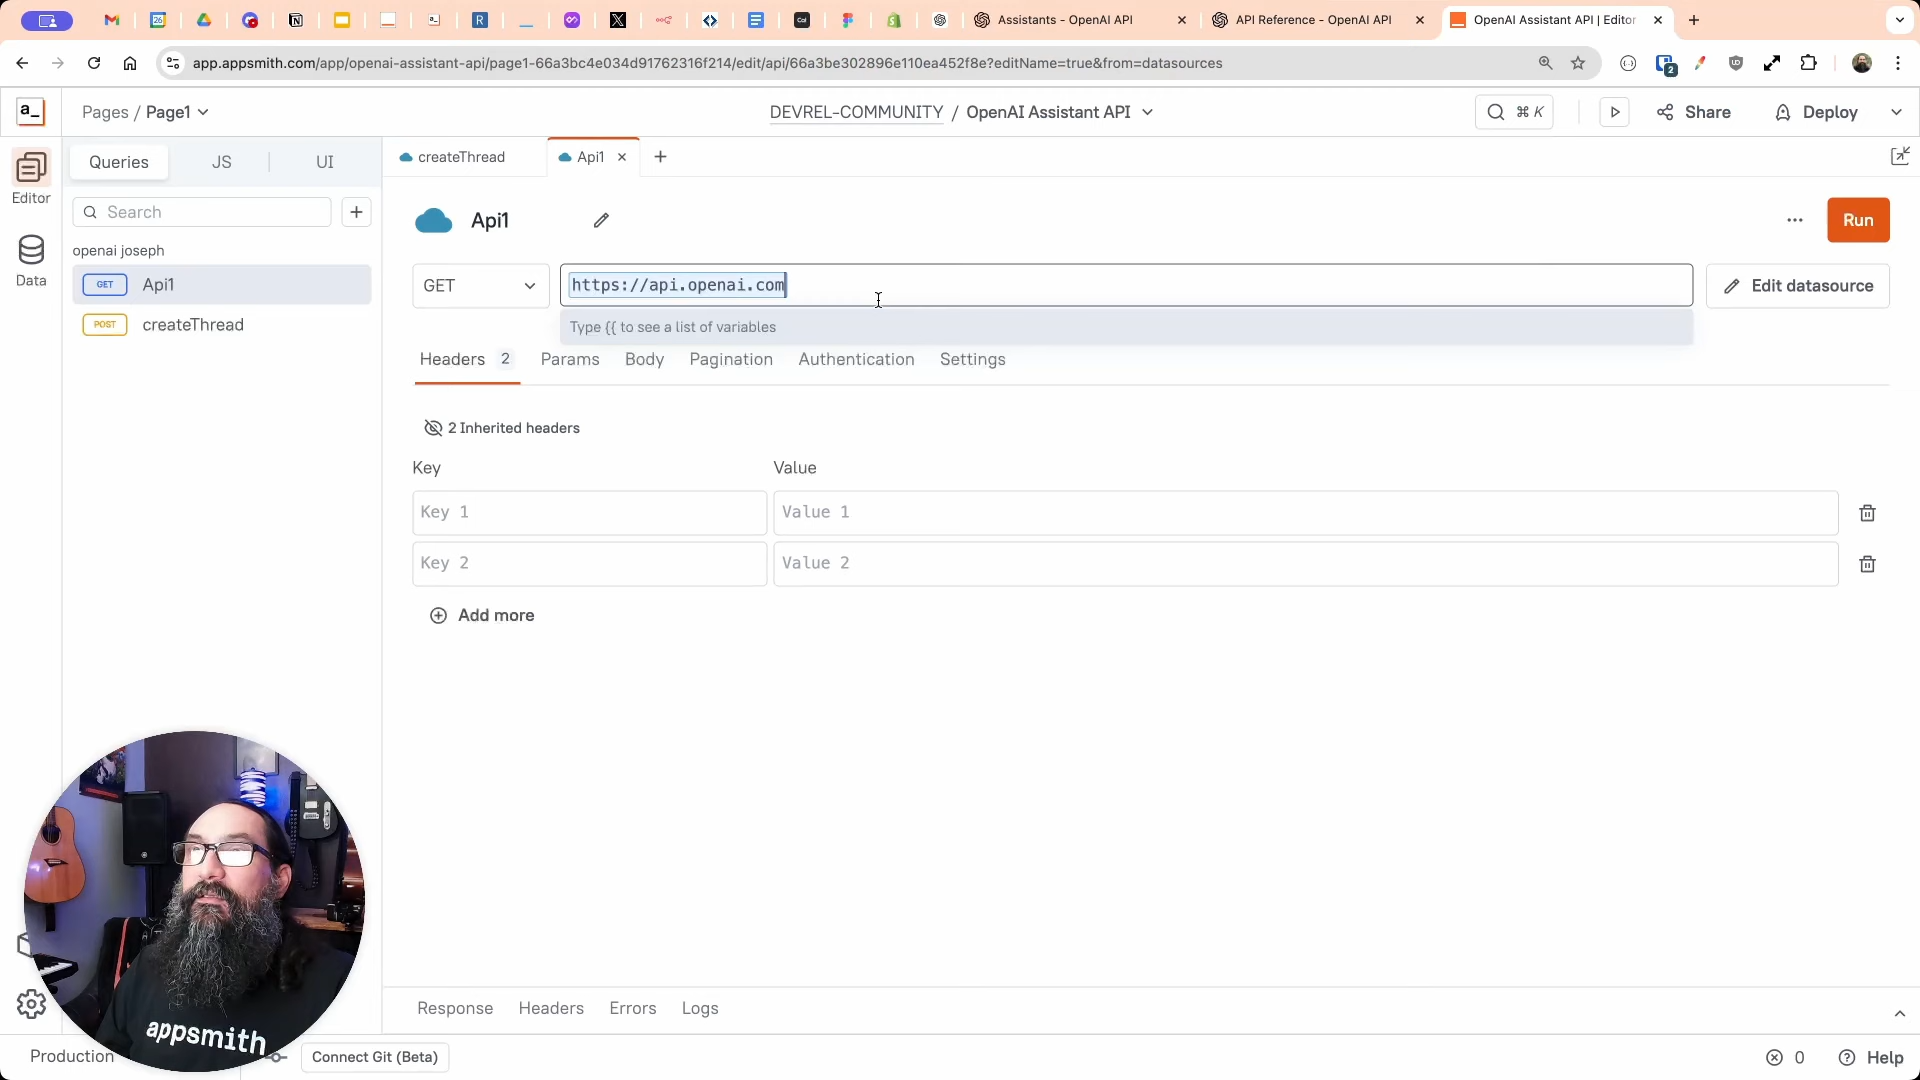 Assistants - OpenAI API
API Reference - OpenAI API
OpenAI Assistant API | Editor
app.appsmith.com/app/openai-assistant-api/page1-66a3bc4e034d91762316f214/edit/api/66a3be302896e110ea452f8e?editName=true&from=datasources
2
a_
Pages / Page1
DEVREL-COMMUNITY / OpenAI Assistant API
⌘ K
Share
Deploy
Editor
Data
Queries
JS
UI
createThread
Api1
Search
openai joseph
GET
Api1
POST
createThread
Api1
Run
GET
https://api.openai.com
Edit datasource
Type {{ to see a list of variables
Headers 2
Params
Body
Pagination
Authentication
Settings
2 Inherited headers
Key
Value
Key 1
Value 1
Key 2
Value 2
Add more
appsmith
Response
Headers
Errors
Logs
Production
Connect Git (Beta)
0
Help